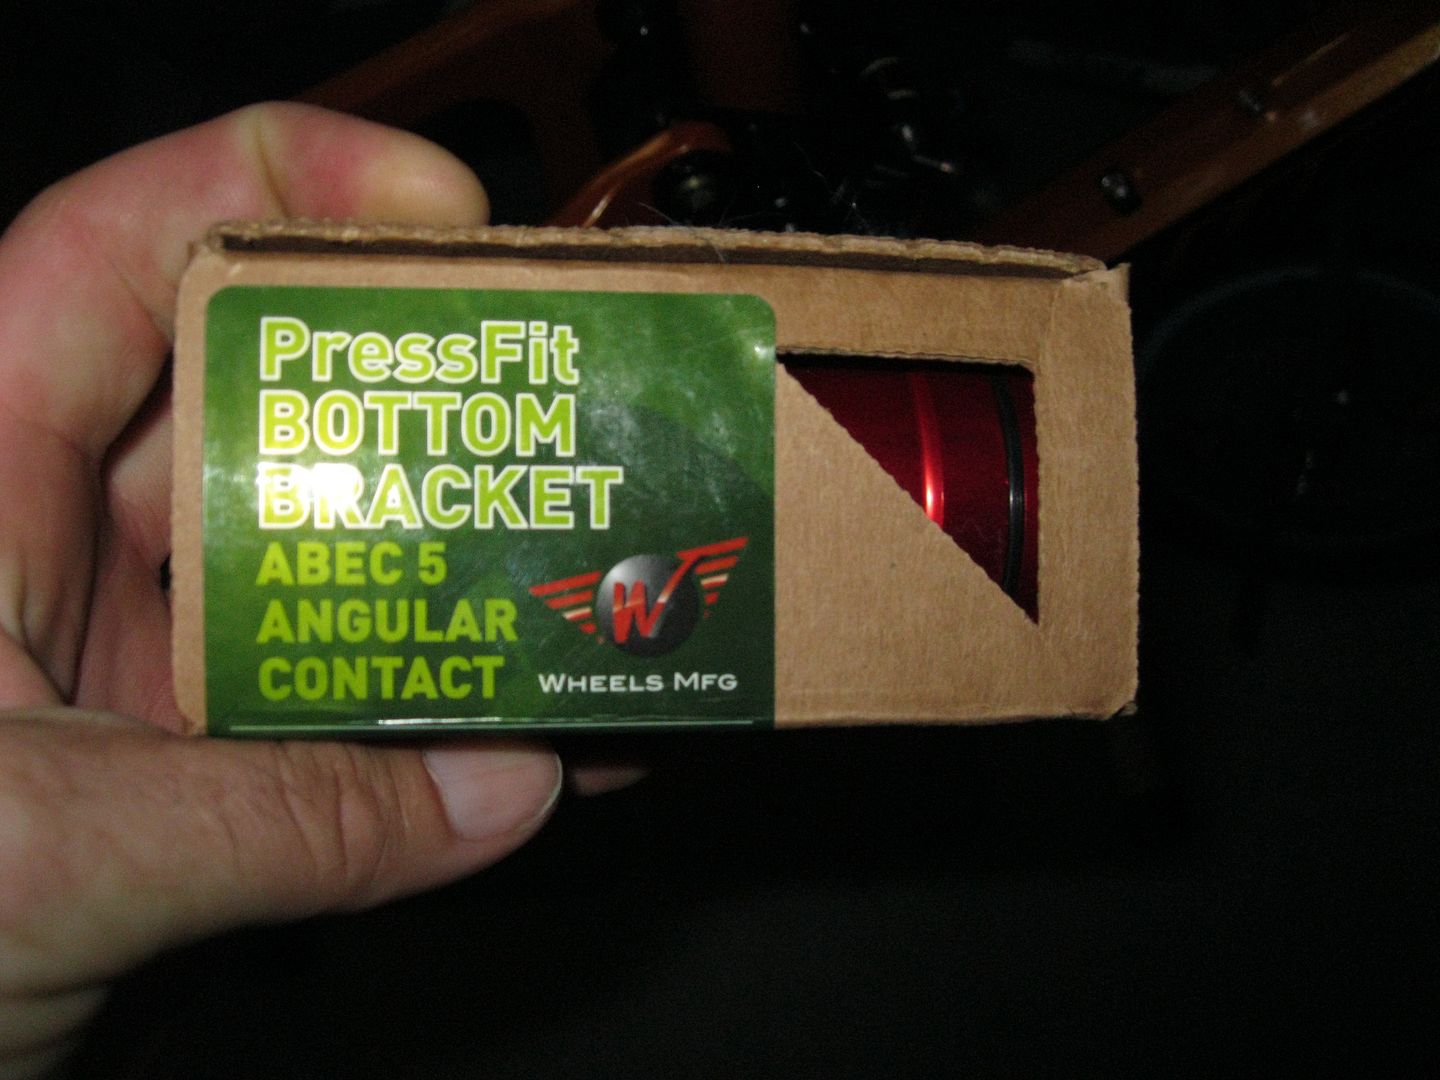 PressFit
BOTTOM
BRACKET
ABEC 5
ANGULAR
CONTACT
W
WHEELS MFG